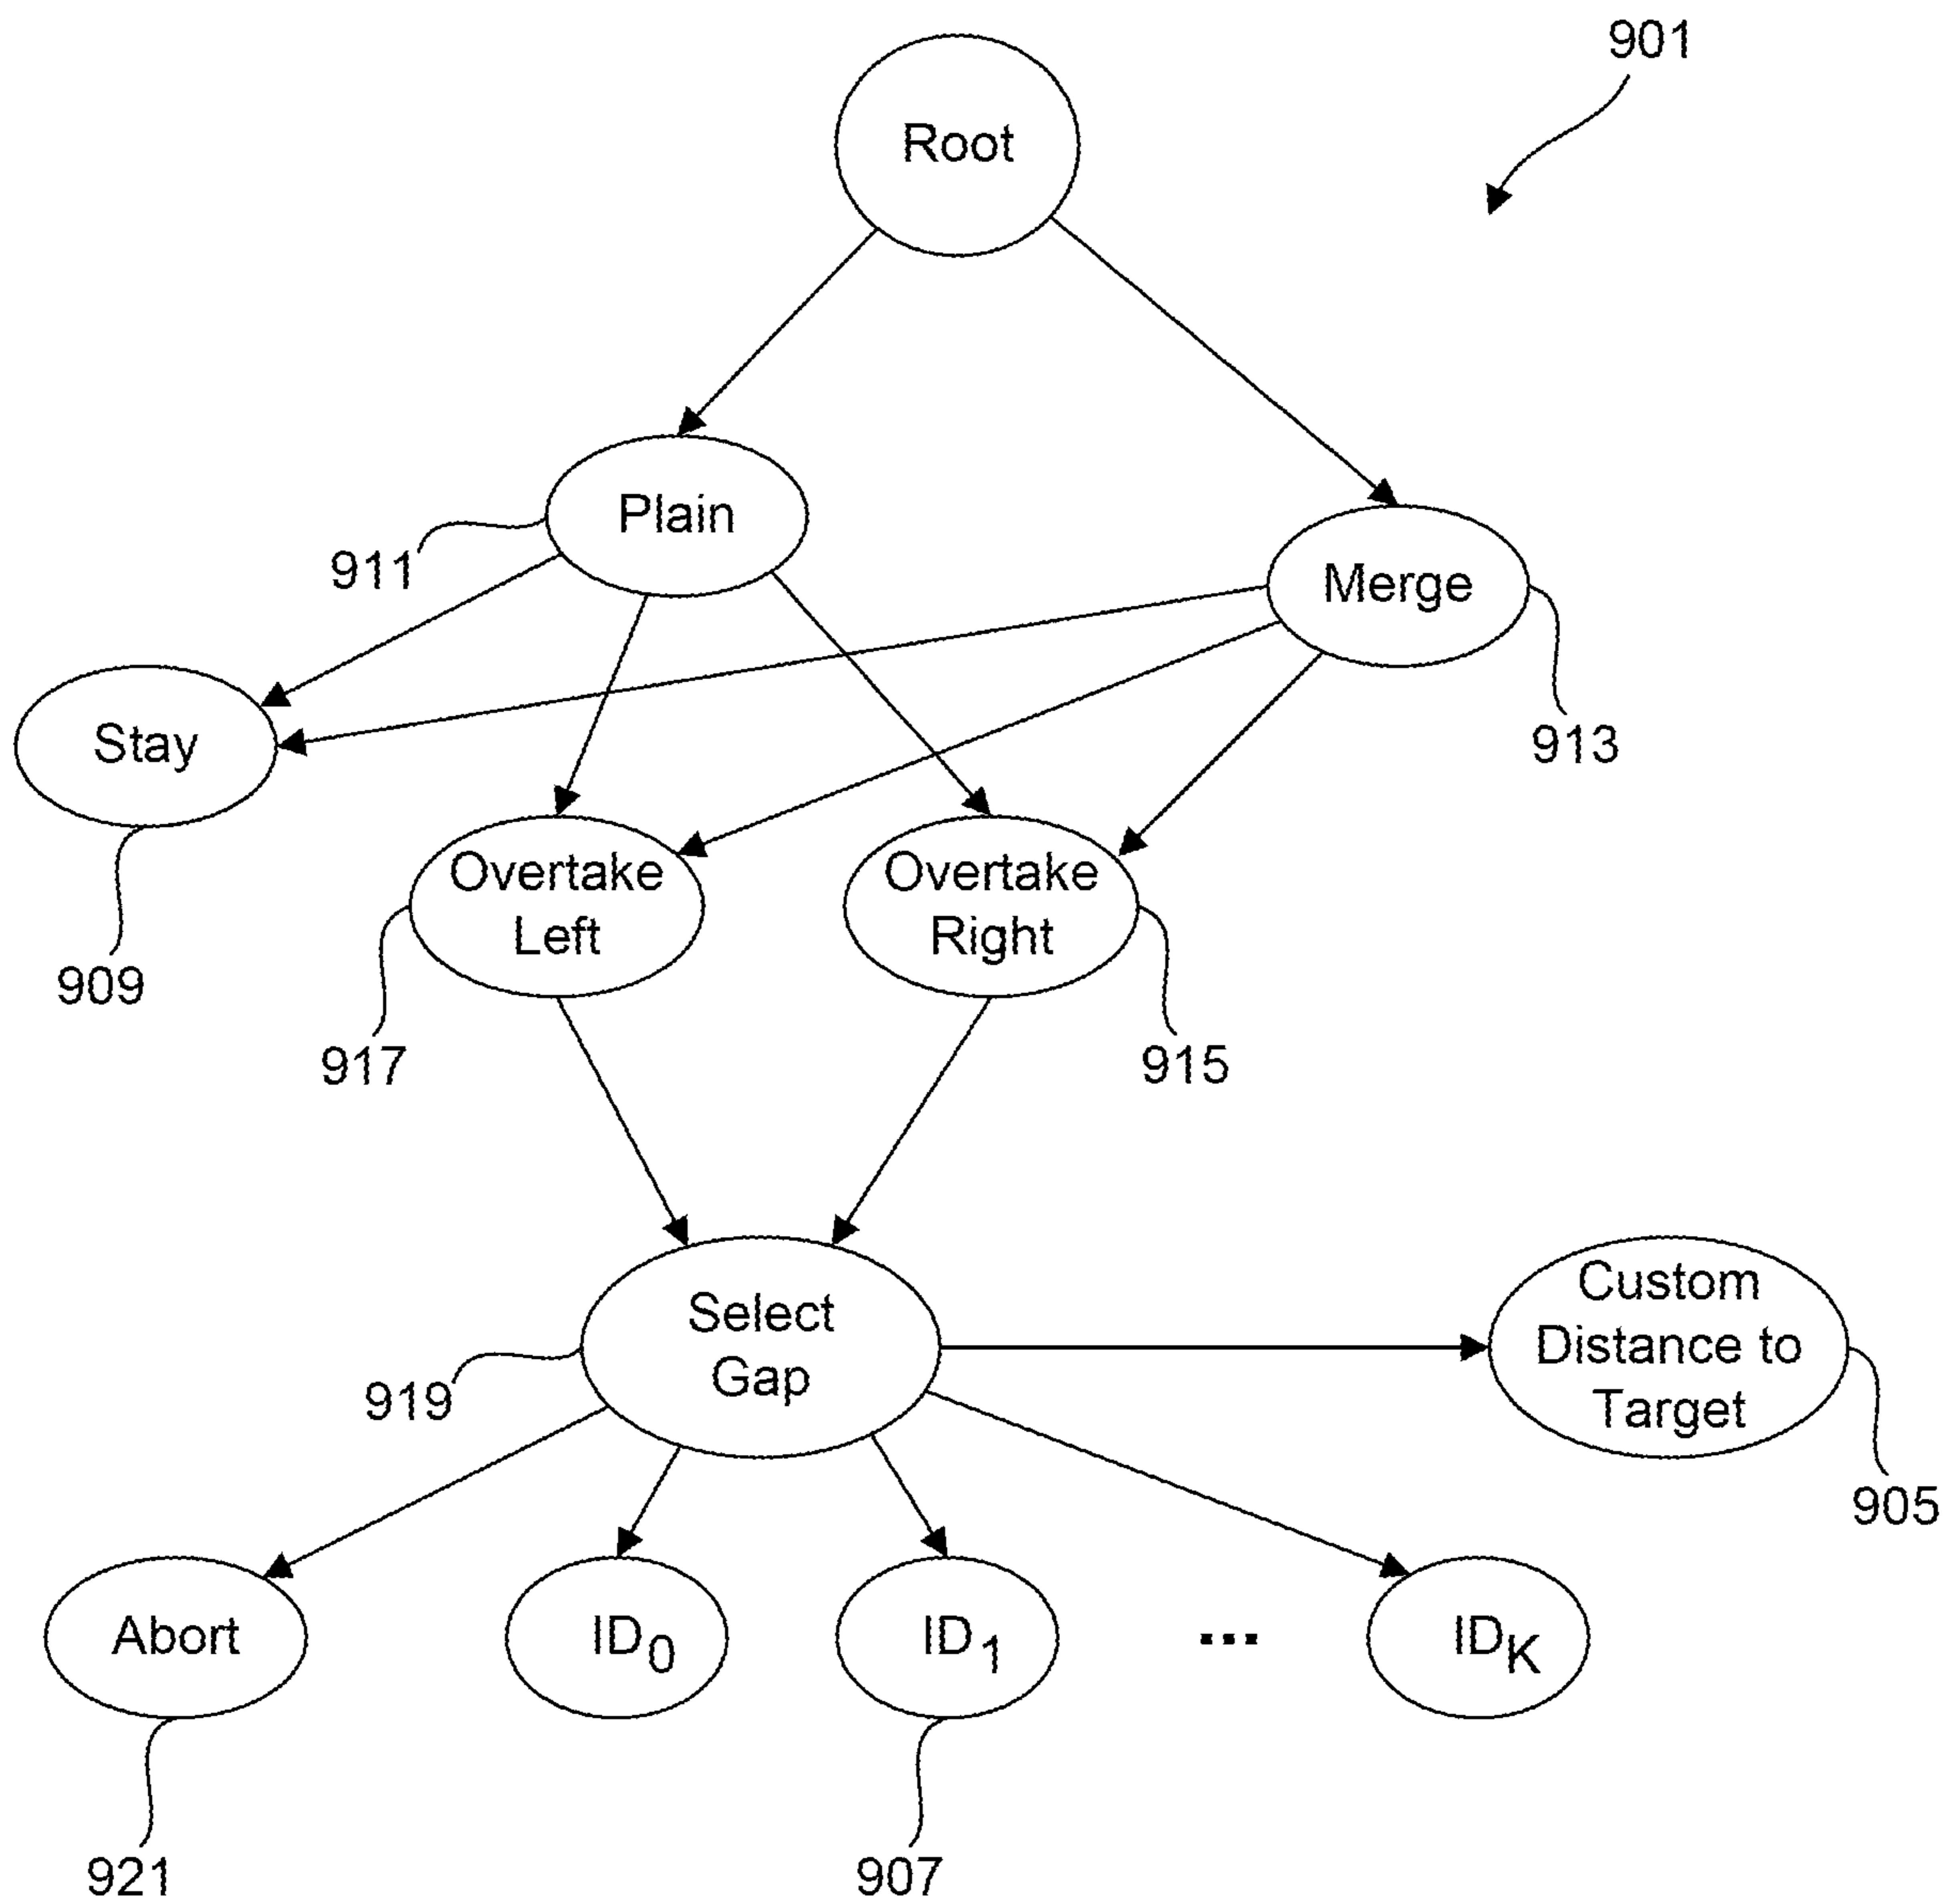 901
Root
Plain
911
Merge
913
Stay
909
Overtake
Left
917
Overtake
Right
915
Select
Gap
919
Custom
Distance to
Target
905
Abort
921
ID0
ID1
907
...
IDK